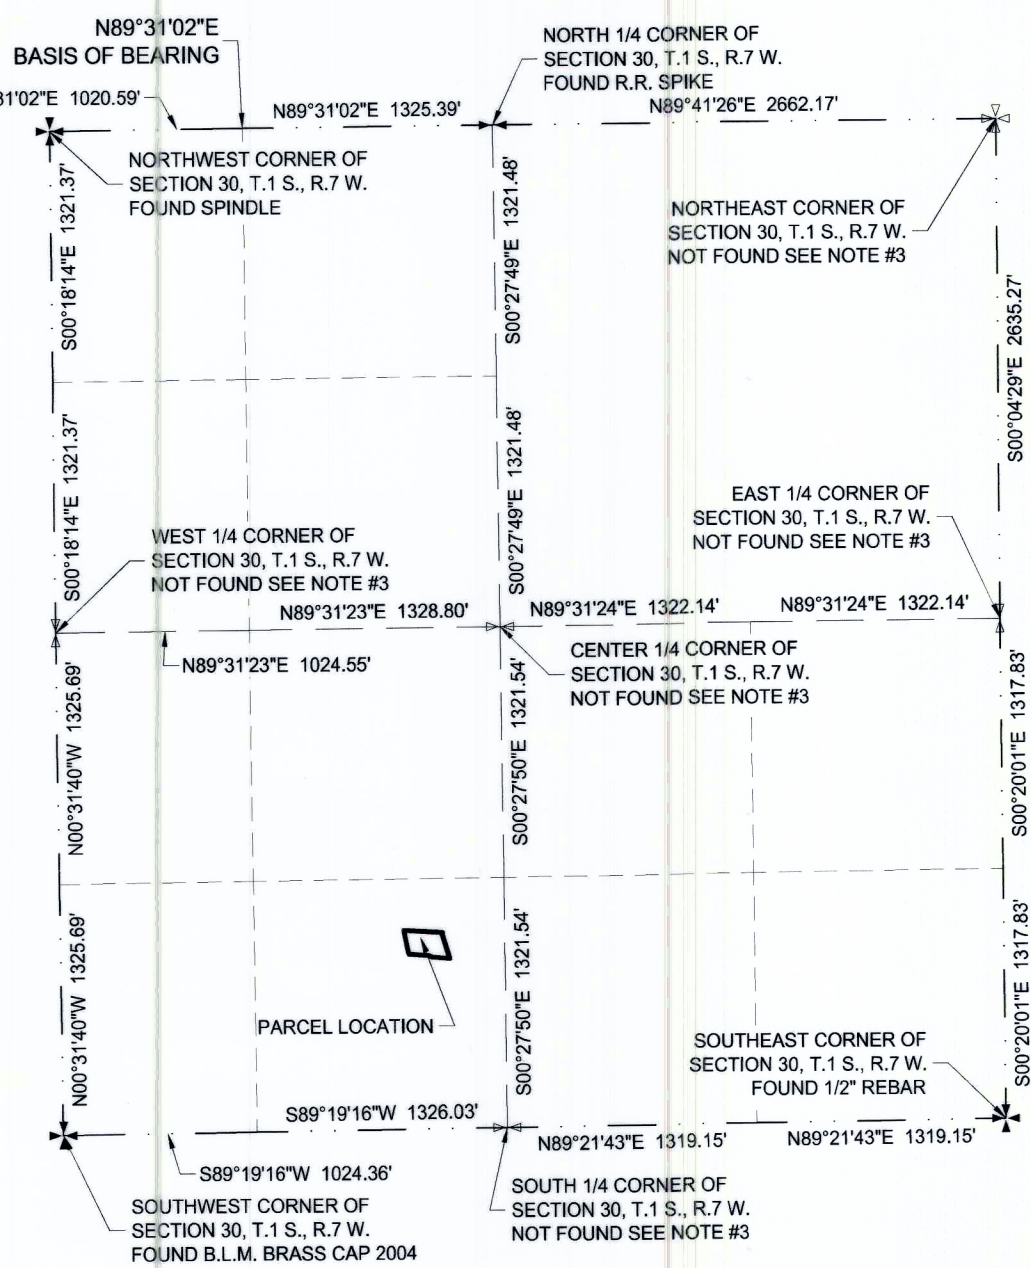 N89°31'02"E
BASIS OF BEARING
31'02"E 1020.59'
N89°31'02"E 1325.39'
NORTH 1/4 CORNER OF
SECTION 30, T.1 S., R.7 W.
FOUND R.R. SPIKE
N89°41'26"E 2662.17'
NORTHWEST CORNER OF
SECTION 30, T.1 S., R.7 W.
FOUND SPINDLE
S00°18'14"E 1321.37'
S00°27'49"E 1321.48'
NORTHEAST CORNER OF
SECTION 30, T.1 S., R.7 W.
NOT FOUND SEE NOTE #3
S00°04'29"E 2635.27'
S00°18'14"E 1321.37'
S00°27'49"E 1321.48'
WEST 1/4 CORNER OF
SECTION 30, T.1 S., R.7 W.
NOT FOUND SEE NOTE #3
EAST 1/4 CORNER OF
SECTION 30, T.1 S., R.7 W.
NOT FOUND SEE NOTE #3
N89°31'23"E 1328.80'
N89°31'24"E 1322.14'
N89°31'24"E 1322.14'
N89°31'23"E 1024.55'
CENTER 1/4 CORNER OF
SECTION 30, T.1 S., R.7 W.
NOT FOUND SEE NOTE #3
N00°31'40"W 1325.69'
S00°27'50"E 1321.54'
S00°20'01"E 1317.83'
N00°31'40"W 1325.69'
S00°27'50"E 1321.54'
S00°20'01"E 1317.83'
PARCEL LOCATION
SOUTHEAST CORNER OF
SECTION 30, T.1 S., R.7 W.
FOUND 1/2" REBAR
S89°19'16"W 1326.03'
N89°21'43"E 1319.15'
N89°21'43"E 1319.15'
S89°19'16"W 1024.36'
SOUTHWEST CORNER OF
SECTION 30, T.1 S., R.7 W.
FOUND B.L.M. BRASS CAP 2004
SOUTH 1/4 CORNER OF
SECTION 30, T.1 S., R.7 W.
NOT FOUND SEE NOTE #3